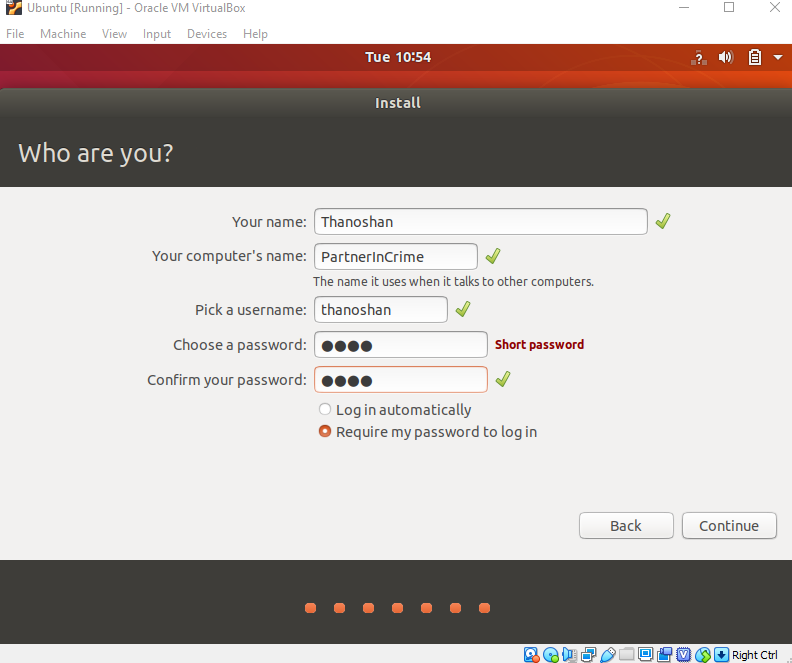 Ubuntu [Running] - Oracle VM VirtualBox
File Machine View Input Devices Help
Tue 10:54
Install
Who are you?
Your name: Thanoshan
Your computer's name: PartnerInCrime
The name it uses when it talks to other computers.
Pick a username: thanoshan
Choose a password: ●●●● Short password
Confirm your password: ●●●●
Log in automatically
Require my password to log in
Back Continue
Right Ctrl